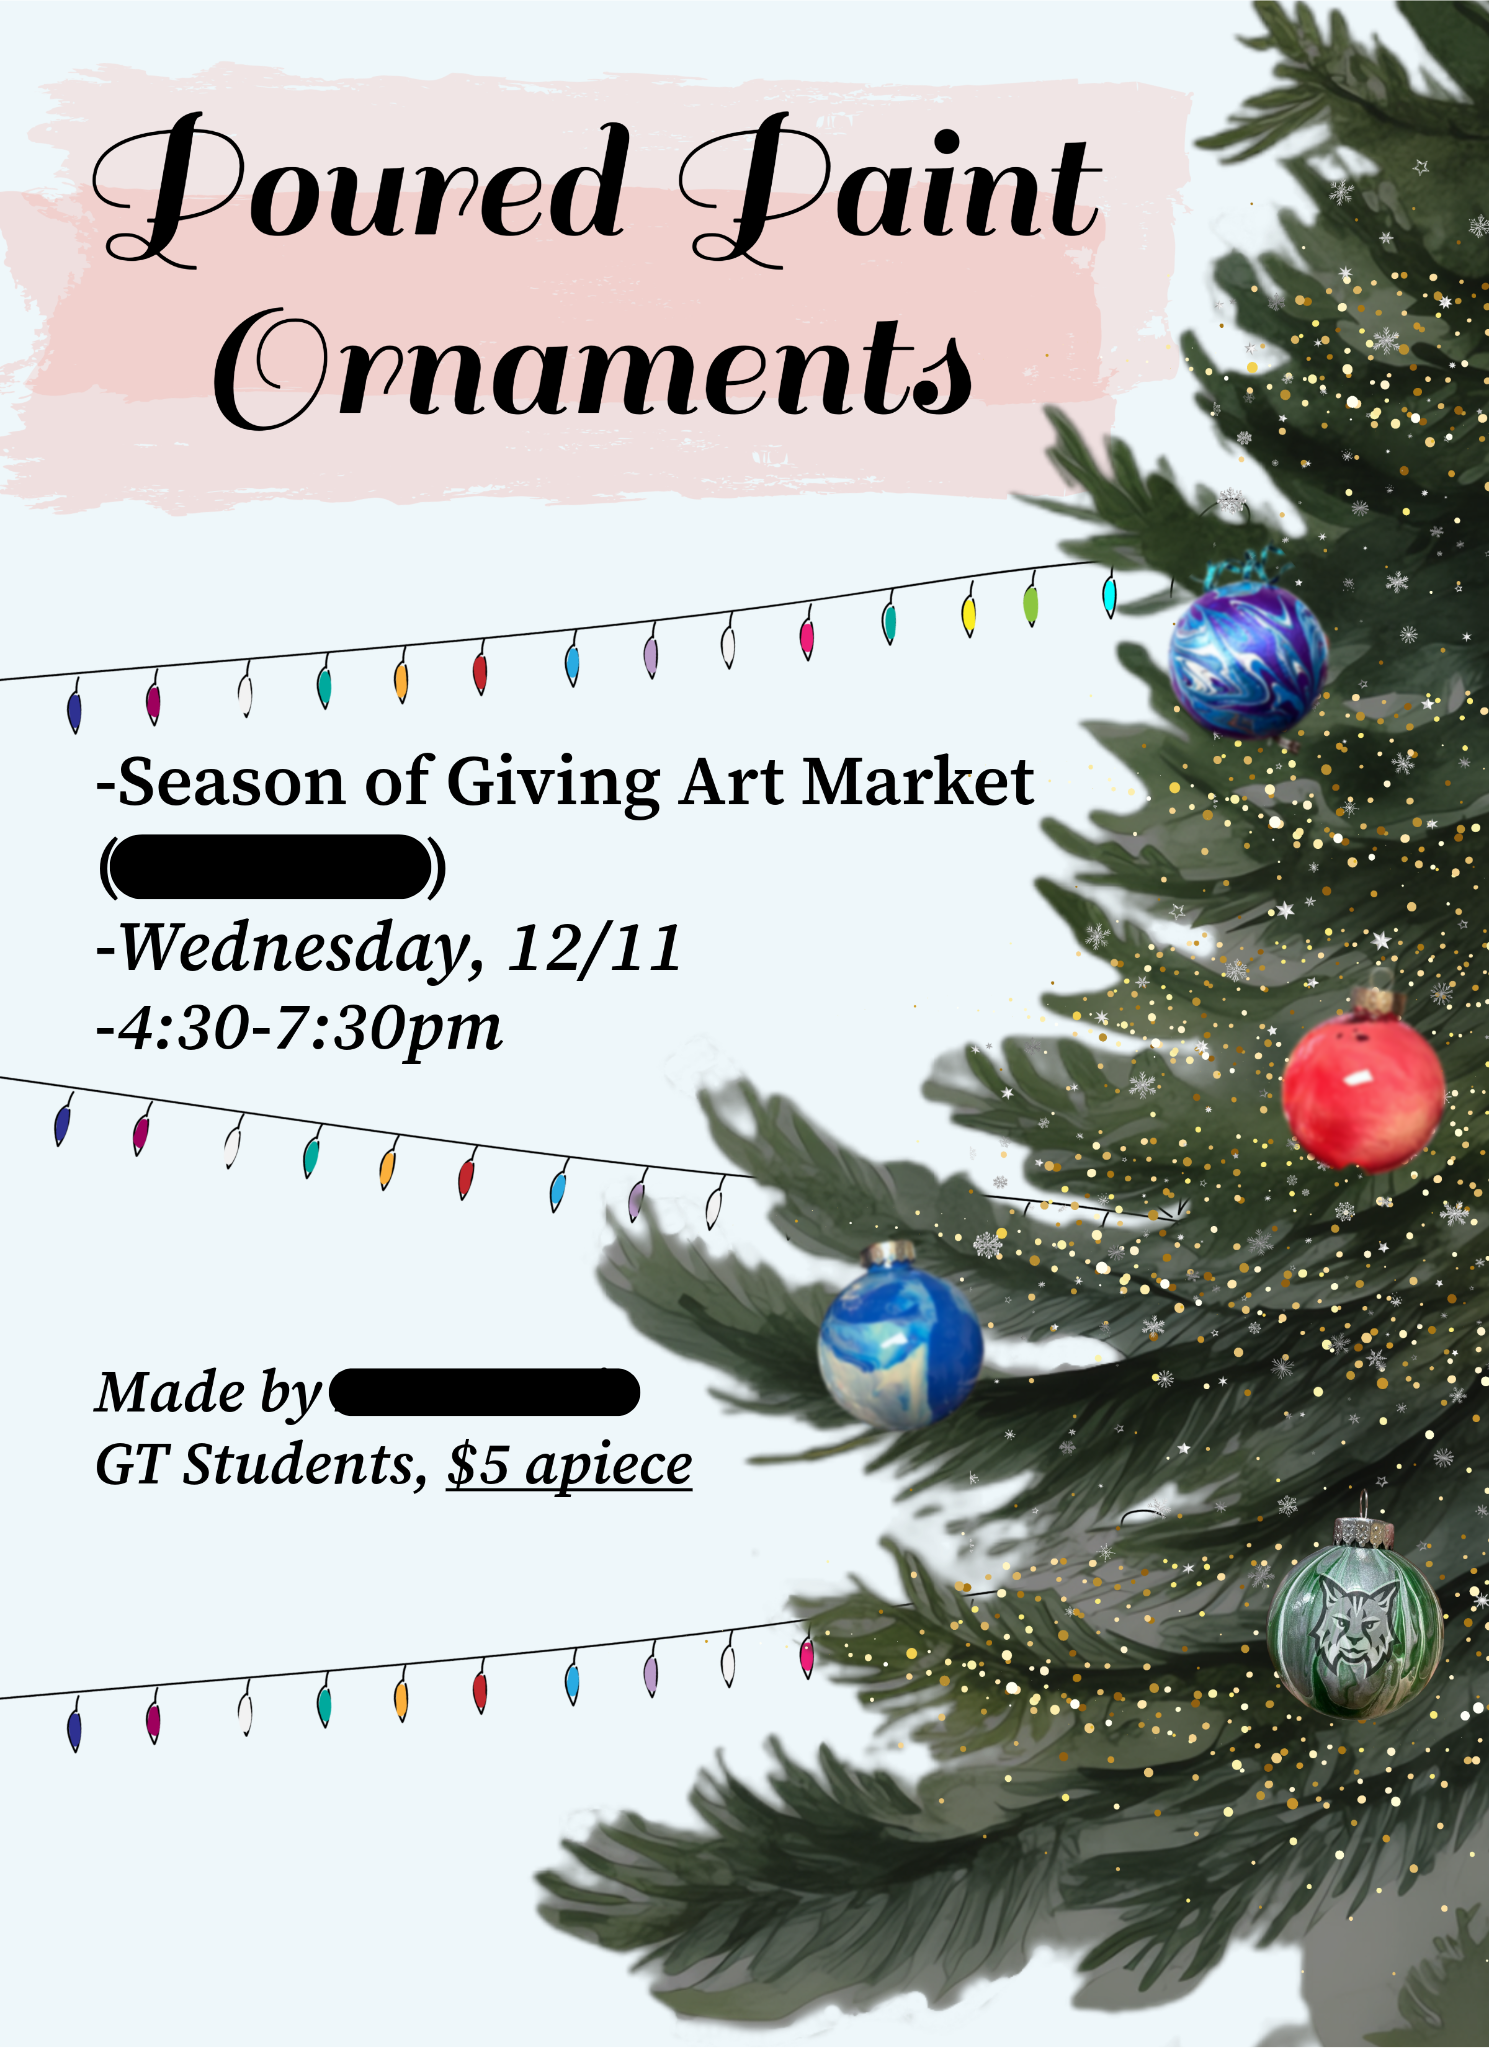 Poured Paint
Ornaments
-Season of Giving Art Market
()
-Wednesday, 12/11
-4:30-7:30pm
Made by
GT Students, $5 apiece